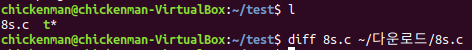 chickenman@chickenman-VirtualBox:~/test$ l
8s.c  t*
chickenman@chickenman-VirtualBox:~/test$ diff 8s.c ~/다운로드/8s.c